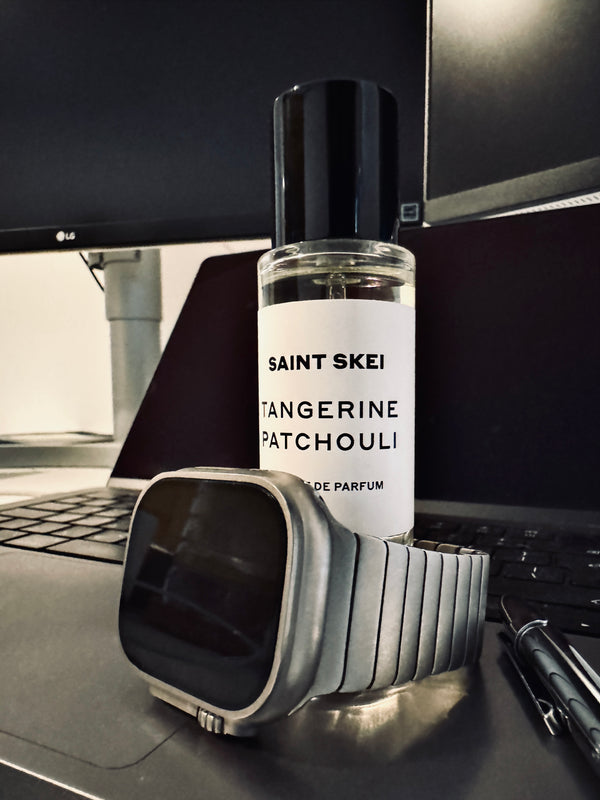 LG
SAINT SKEI
TANGERINE
PATCHOULI
DE PARFUM